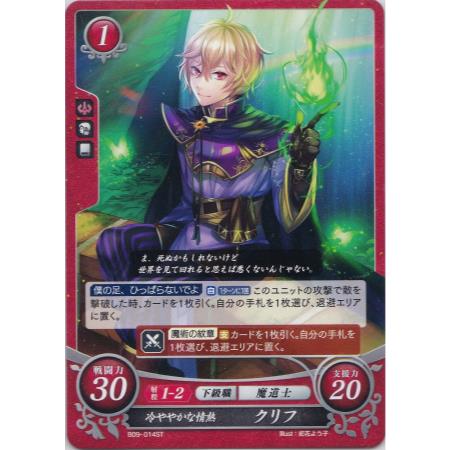 1
ま、死ぬかもしれないけど
世界を見て回れると思えば悪くないんじゃない。
僕の足、ひっぱらないでよ 自 1ターンに1回 このユニットの攻撃で敵を
撃破した時、カードを1枚引く。自分の手札を1枚選び、退避エリア
に置く。
魔術の紋章 支 カードを1枚引く。自分の手札を
1枚選び、退避エリアに置く。
戦闘力
30
射程 1-2 下級職 魔道士
支援力
20
冷ややかな情熱 クリフ
B09-014ST